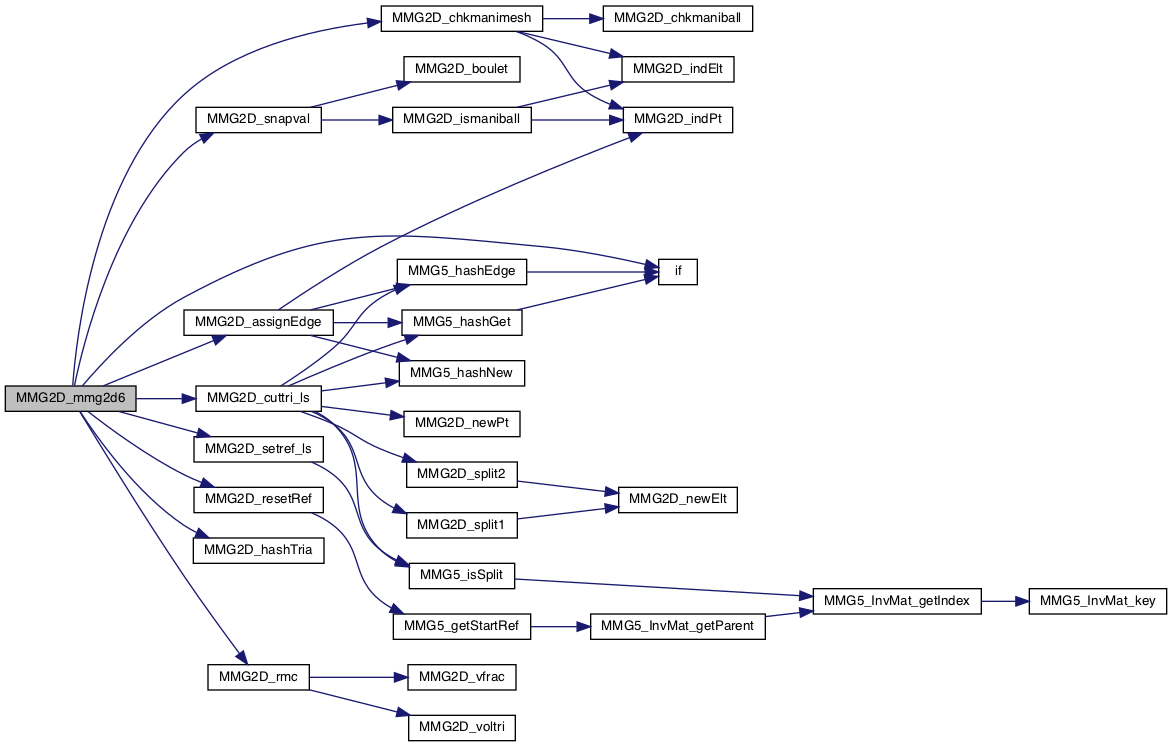 MMG2D_chkmanimesh
MMG2D_chkmaniball
MMG2D_boulet
MMG2D_indElt
MMG2D_snapval
MMG2D_ismaniball
MMG2D_indPt
MMG5_hashEdge
if
MMG2D_assignEdge
MMG5_hashGet
MMG5_hashNew
MMG2D_mmg2d6
MMG2D_cuttri_ls
MMG2D_newPt
MMG2D_setref_ls
MMG2D_split2
MMG2D_resetRef
MMG2D_newElt
MMG2D_split1
MMG2D_hashTria
MMG5_isSplit
MMG5_InvMat_getIndex
MMG5_InvMat_key
MMG5_getStartRef
MMG5_InvMat_getParent
MMG2D_rmc
MMG2D_vfrac
MMG2D_voltri